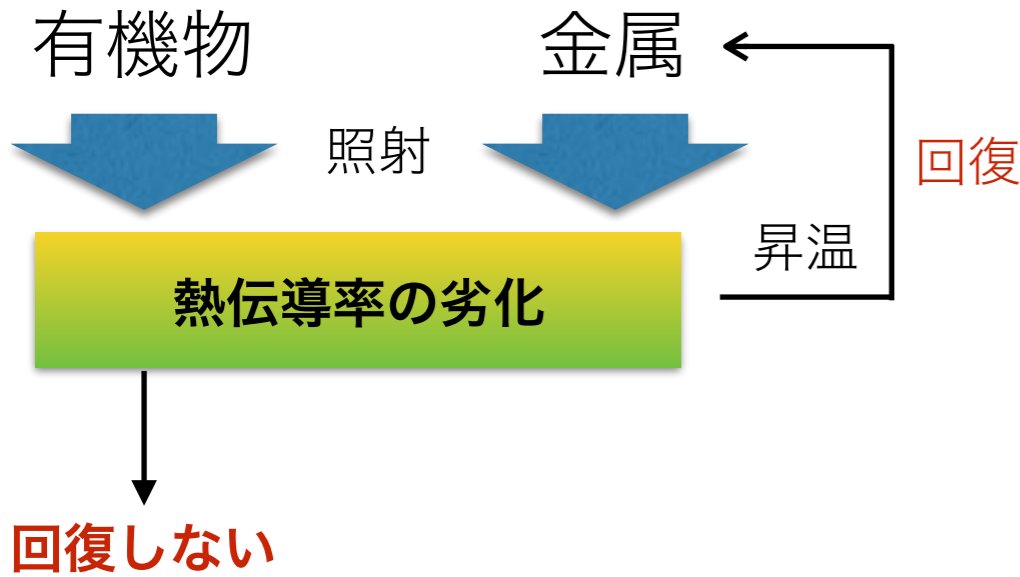 有機物
金属
照射
回復
昇温
熱伝導率の劣化
回復しない